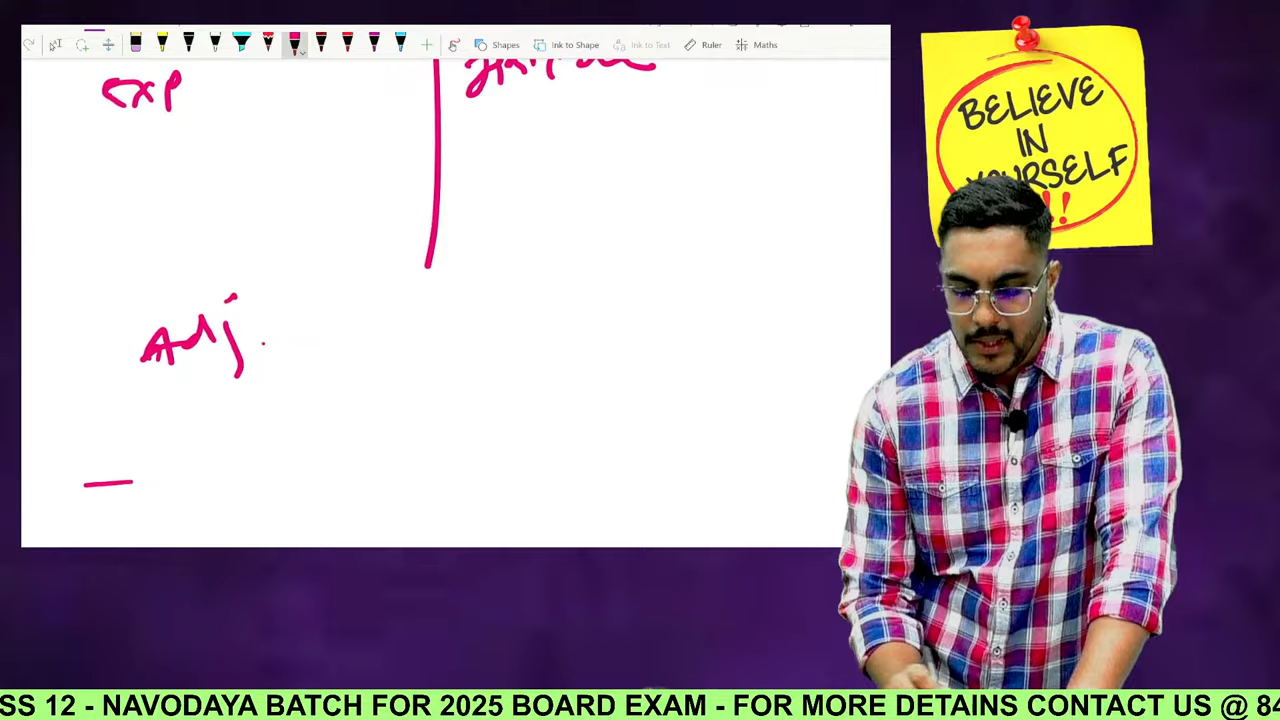 Shapes Ink to Shape Ink to Text Ruler Maths
exp
Adj
BELIEVE
IN
YOURSELF
!!
SS 12 - NAVODAYA BATCH FOR 2025 BOARD EXAM - FOR MORE DETAINS CONTACT US @ 84